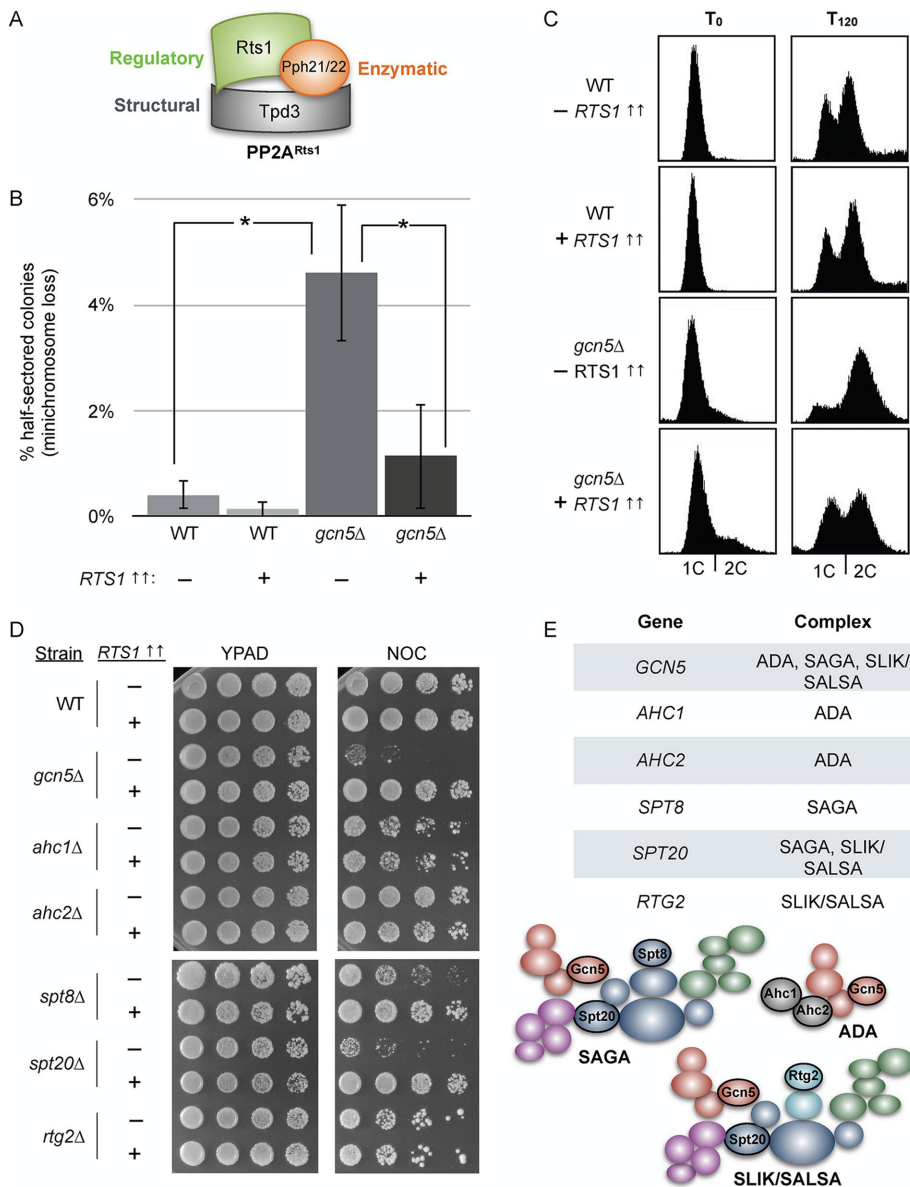 A
Rts1
Regulatory
Pph21/22
Enzymatic
Structural
Tpd3
PP2A^Rts1
B
% half-sectored colonies
(minichromosome loss)
6%
4%
2%
0%
*
*
WT
WT
gcn5Δ
gcn5Δ
RTS1 ↑↑:
–
+
–
+
C
T₀
T₁₂₀
WT
– RTS1 ↑↑
WT
+ RTS1 ↑↑
gcn5Δ
– RTS1 ↑↑
gcn5Δ
+ RTS1 ↑↑
1C | 2C
1C | 2C
D
Strain
RTS1 ↑↑
YPAD
NOC
WT
–
+
gcn5Δ
–
+
ahc1Δ
–
+
ahc2Δ
–
+
spt8Δ
–
+
spt20Δ
–
+
rtg2Δ
–
+
E
Gene
Complex
GCN5
ADA, SAGA, SLIK/
SALSA
AHC1
ADA
AHC2
ADA
SPT8
SAGA
SPT20
SAGA, SLIK/
SALSA
RTG2
SLIK/SALSA
Gcn5
Spt8
Spt20
SAGA
Ahc1
Ahc2
Gcn5
ADA
Gcn5
Rtg2
Spt20
SLIK/SALSA